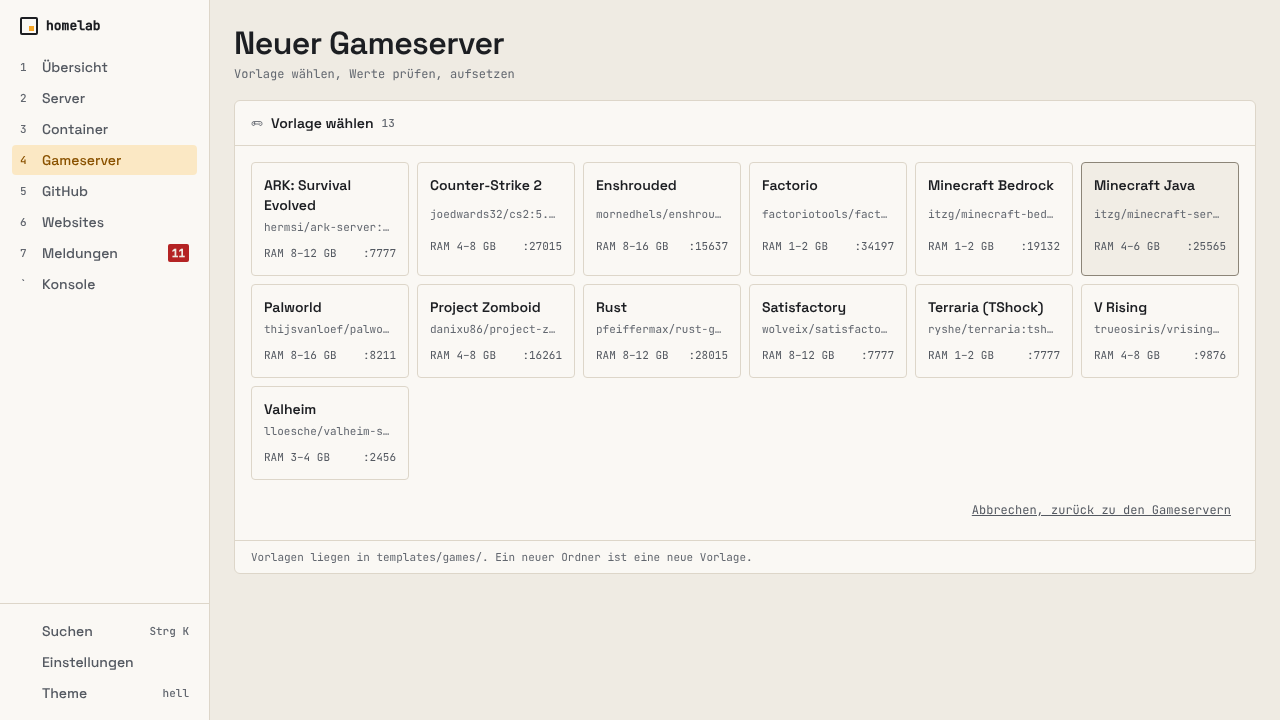 homelab
1 Übersicht
2 Server
3 Container
4 Gameserver
5 GitHub
6 Websites
7 Meldungen 11
` Konsole
Suchen Strg K
Einstellungen
Theme hell
Neuer Gameserver
Vorlage wählen, Werte prüfen, aufsetzen
Vorlage wählen 13
ARK: Survival
Evolved
hermsi/ark-server:…
RAM 8–12 GB :7777
Counter-Strike 2
joedwards32/cs2:5.…
RAM 4–8 GB :27015
Enshrouded
mornedhels/enshrou…
RAM 8–16 GB :15637
Factorio
factoriotools/fact…
RAM 1–2 GB :34197
Minecraft Bedrock
itzg/minecraft-bed…
RAM 1–2 GB :19132
Minecraft Java
itzg/minecraft-ser…
RAM 4–6 GB :25565
Palworld
thijsvanloef/palwo…
RAM 8–16 GB :8211
Project Zomboid
danixu86/project-z…
RAM 4–8 GB :16261
Rust
pfeiffermax/rust-g…
RAM 8–12 GB :28015
Satisfactory
wolveix/satisfacto…
RAM 8–12 GB :7777
Terraria (TShock)
ryshe/terraria:tsh…
RAM 1–2 GB :7777
V Rising
trueosiris/vrising…
RAM 4–8 GB :9876
Valheim
lloesche/valheim-s…
RAM 3–4 GB :2456
Abbrechen, zurück zu den Gameservern
Vorlagen liegen in templates/games/. Ein neuer Ordner ist eine neue Vorlage.